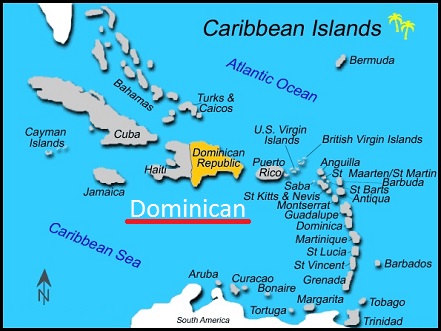 Caribbean Islands
Bermuda
Atlantic Ocean
Bahamas
Turks &
Caicos
Cayman
Islands
Cuba
U.S. Virgin
Islands
British Virgin Islands
Dominican
Republic
Haiti
Puerto
Rico
Anguilla
St Maarten/St Martin
Saba
St Barts
Barbuda
St Kitts & Nevis
Antigua
Jamaica
Montserrat
Guadalupe
Dominican
Dominica
Martinique
St Lucia
Caribbean Sea
St Vincent
Barbados
Grenada
Aruba
Curacao
Bonaire
Margarita
Tobago
Tortuga
Trinidad
South America
N